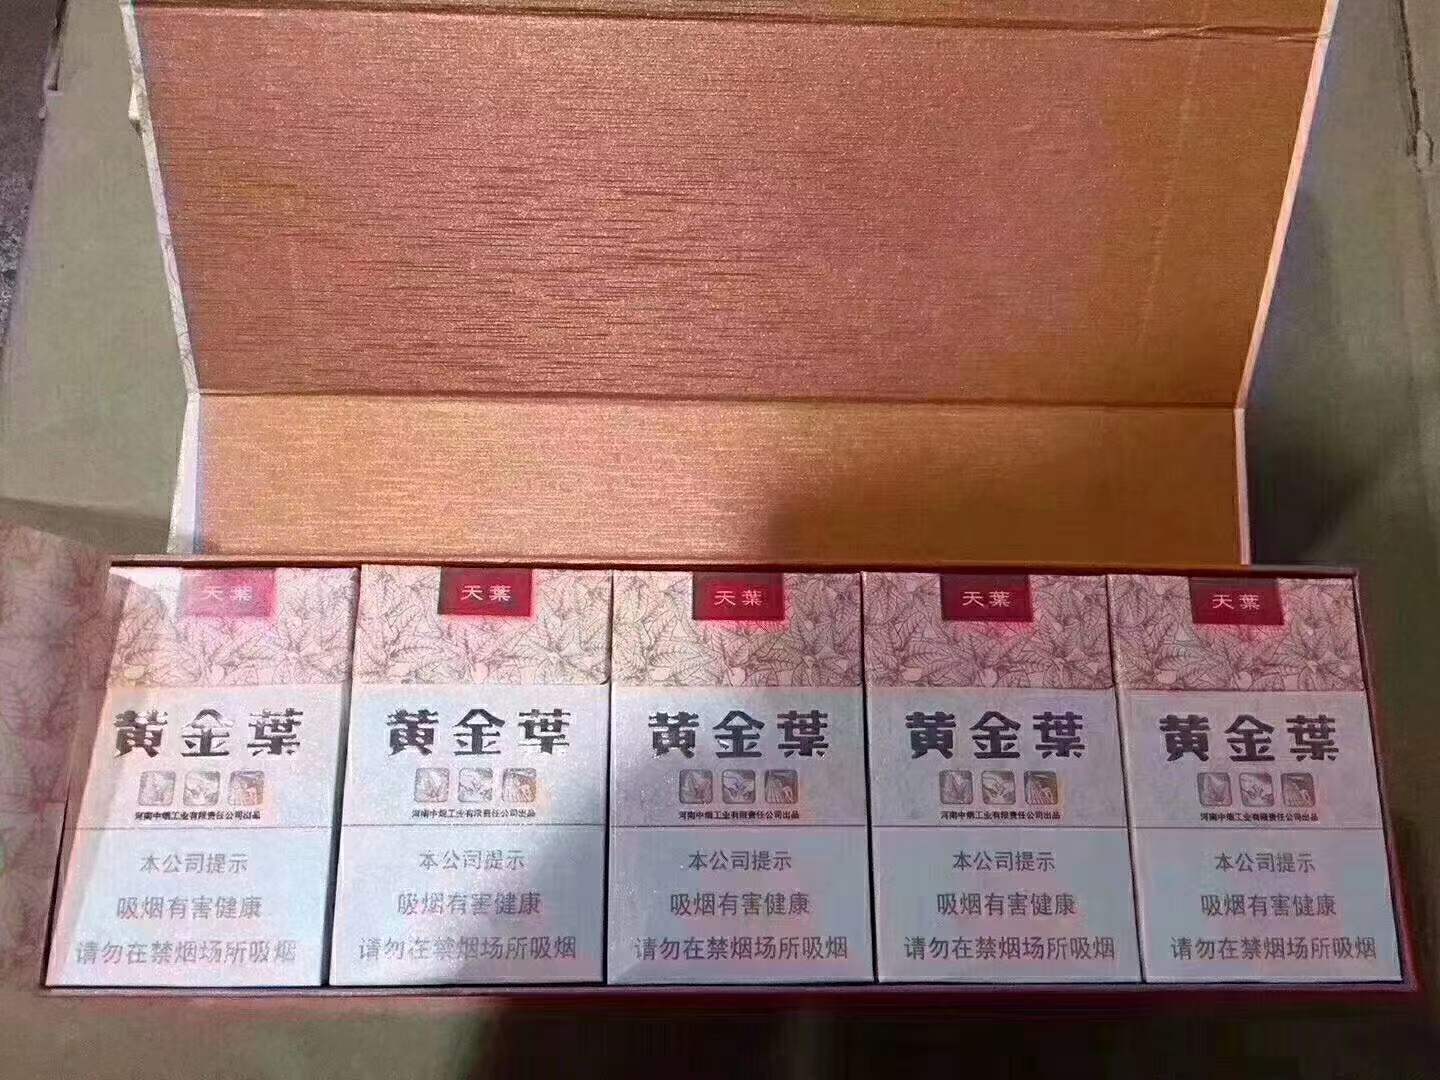 天葉
天葉
天葉
天葉
天葉
黄金葉
黄金葉
黄金葉
黄金葉
黄金葉
河南中烟工业有限责任公司出品
河南中烟工业有限责任公司出品
河南中烟工业有限责任公司出品
河南中烟工业有限责任公司出品
河南中烟工业有限责任公司出品
本公司提示
本公司提示
本公司提示
本公司提示
本公司提示
吸烟有害健康
吸烟有害健康
吸烟有害健康
吸烟有害健康
吸烟有害健康
请勿在禁烟场所吸烟
请勿在禁烟场所吸烟
请勿在禁烟场所吸烟
请勿在禁烟场所吸烟
请勿在禁烟场所吸烟